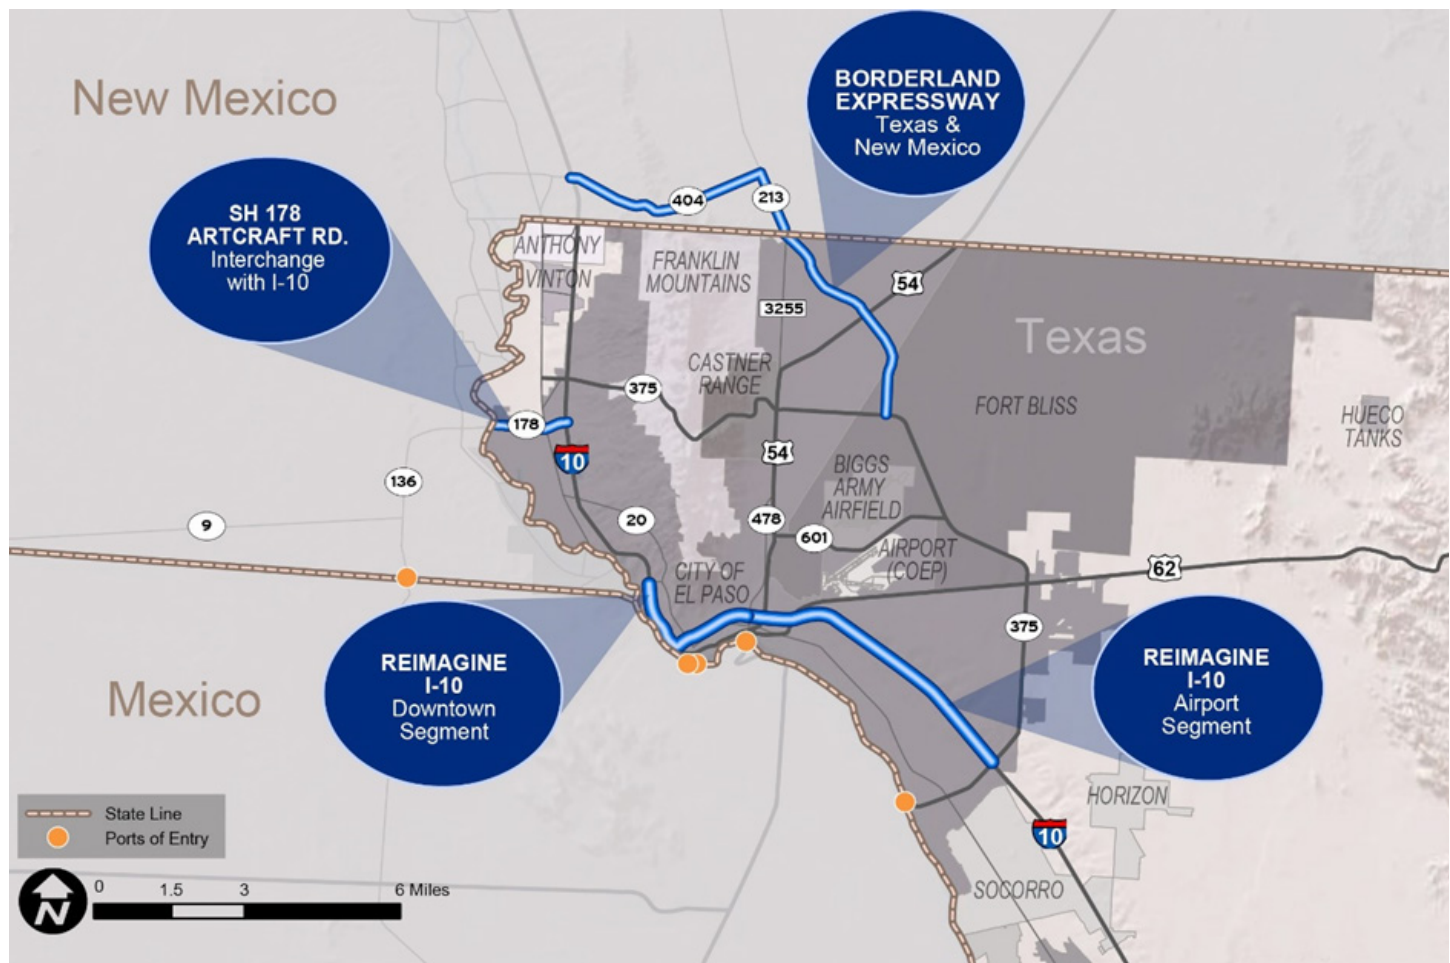 New Mexico
BORDERLAND
EXPRESSWAY
Texas &
New Mexico
SH 178
ARTCRAFT RD.
Interchange
with I-10
404
213
ANTHONY
VINTON
FRANKLIN
MOUNTAINS
3255
54
Texas
CASTNER
RANGE
375
FORT BLISS
HUECO
TANKS
178
10
54
BIGGS
ARMY
AIRFIELD
136
9
20
478
601
AIRPORT
(COEP)
62
CITY OF
EL PASO
375
REIMAGINE
I-10
Downtown
Segment
REIMAGINE
I-10
Airport
Segment
Mexico
HORIZON
10
SOCORRO
State Line
Ports of Entry
N
0 1.5 3 6 Miles